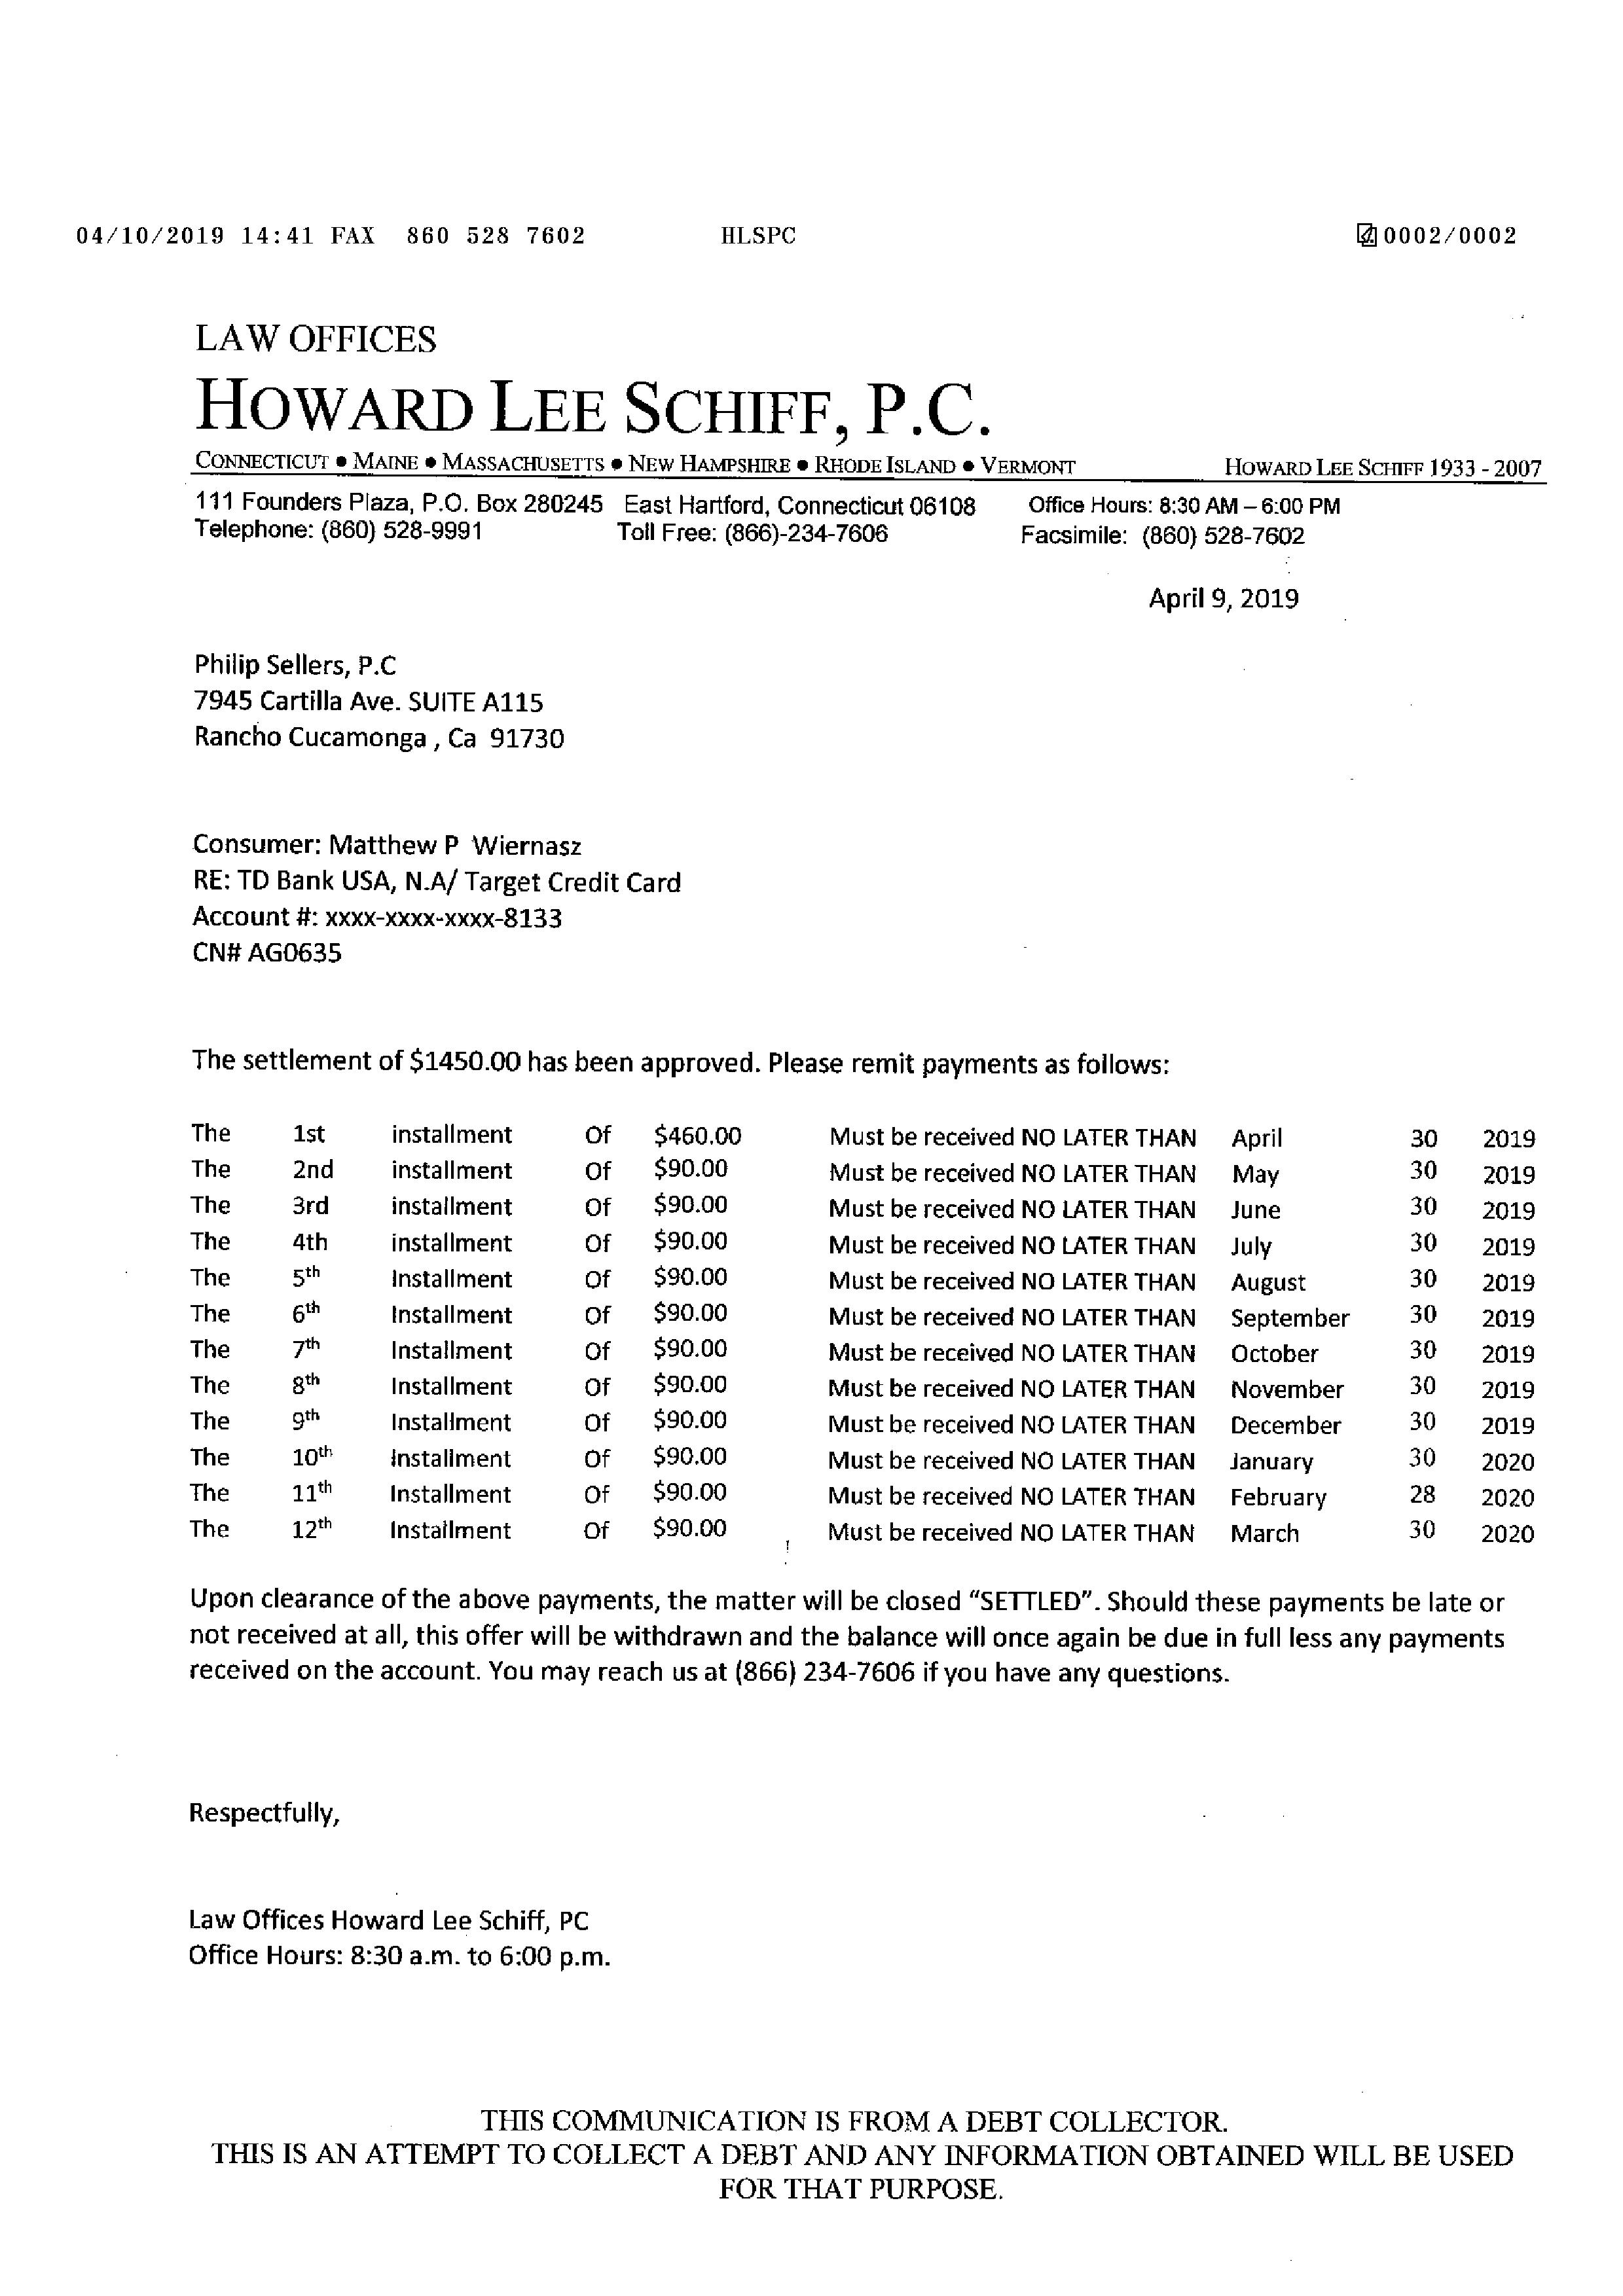 04/10/2019 14:41 FAX 860 528 7602 HLSPC 0002/0002
LAW OFFICES
HOWARD LEE SCHIFF, P.C.
CONNECTICUT ● MAINE ● MASSACHUSETTS ● NEW HAMPSHIRE ● RHODE ISLAND ● VERMONT HOWARD LEE SCHIFF 1933 - 2007
111 Founders Plaza, P.O. Box 280245 East Hartford, Connecticut 06108 Office Hours: 8:30 AM – 6:00 PM
Telephone: (860) 528-9991 Toll Free: (866)-234-7606 Facsimile: (860) 528-7602
April 9, 2019
Philip Sellers, P.C
7945 Cartilla Ave. SUITE A115
Rancho Cucamonga , Ca 91730
Consumer: Matthew P Wiernasz
RE: TD Bank USA, N.A/ Target Credit Card
Account #: xxxx-xxxx-xxxx-8133
CN# AG0635
The settlement of $1450.00 has been approved. Please remit payments as follows:
The 1st installment Of $460.00 Must be received NO LATER THAN April 30 2019
The 2nd installment Of $90.00 Must be received NO LATER THAN May 30 2019
The 3rd installment Of $90.00 Must be received NO LATER THAN June 30 2019
The 4th installment Of $90.00 Must be received NO LATER THAN July 30 2019
The 5th Installment Of $90.00 Must be received NO LATER THAN August 30 2019
The 6th Installment Of $90.00 Must be received NO LATER THAN September 30 2019
The 7th Installment Of $90.00 Must be received NO LATER THAN October 30 2019
The 8th Installment Of $90.00 Must be received NO LATER THAN November 30 2019
The 9th Installment Of $90.00 Must be received NO LATER THAN December 30 2019
The 10th Installment Of $90.00 Must be received NO LATER THAN January 30 2020
The 11th Installment Of $90.00 Must be received NO LATER THAN February 28 2020
The 12th Installment Of $90.00 Must be received NO LATER THAN March 30 2020
Upon clearance of the above payments, the matter will be closed “SETTLED”. Should these payments be late or
not received at all, this offer will be withdrawn and the balance will once again be due in full less any payments
received on the account. You may reach us at (866) 234-7606 if you have any questions.
Respectfully,
Law Offices Howard Lee Schiff, PC
Office Hours: 8:30 a.m. to 6:00 p.m.
THIS COMMUNICATION IS FROM A DEBT COLLECTOR.
THIS IS AN ATTEMPT TO COLLECT A DEBT AND ANY INFORMATION OBTAINED WILL BE USED
FOR THAT PURPOSE.